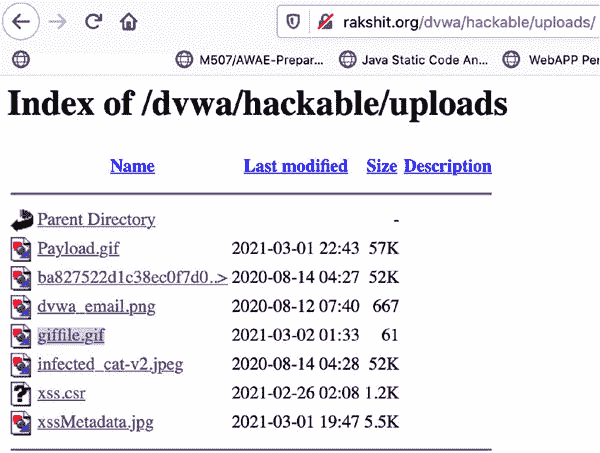 rakshit.org/dvwa/hackable/uploads/
M507/AWAE-Prepar... Java Static Code An... WebAPP Per
Index of /dvwa/hackable/uploads
Name Last modified Size Description
Parent Directory -
Payload.gif 2021-03-01 22:43 57K
ba827522d1c38ec0f7d0..> 2020-08-14 04:27 52K
dvwa_email.png 2020-08-12 07:40 667
giffile.gif 2021-03-02 01:33 61
infected_cat-v2.jpeg 2020-08-14 04:28 52K
xss.csr 2021-02-26 02:08 1.2K
xssMetadata.jpg 2021-03-01 19:47 5.5K